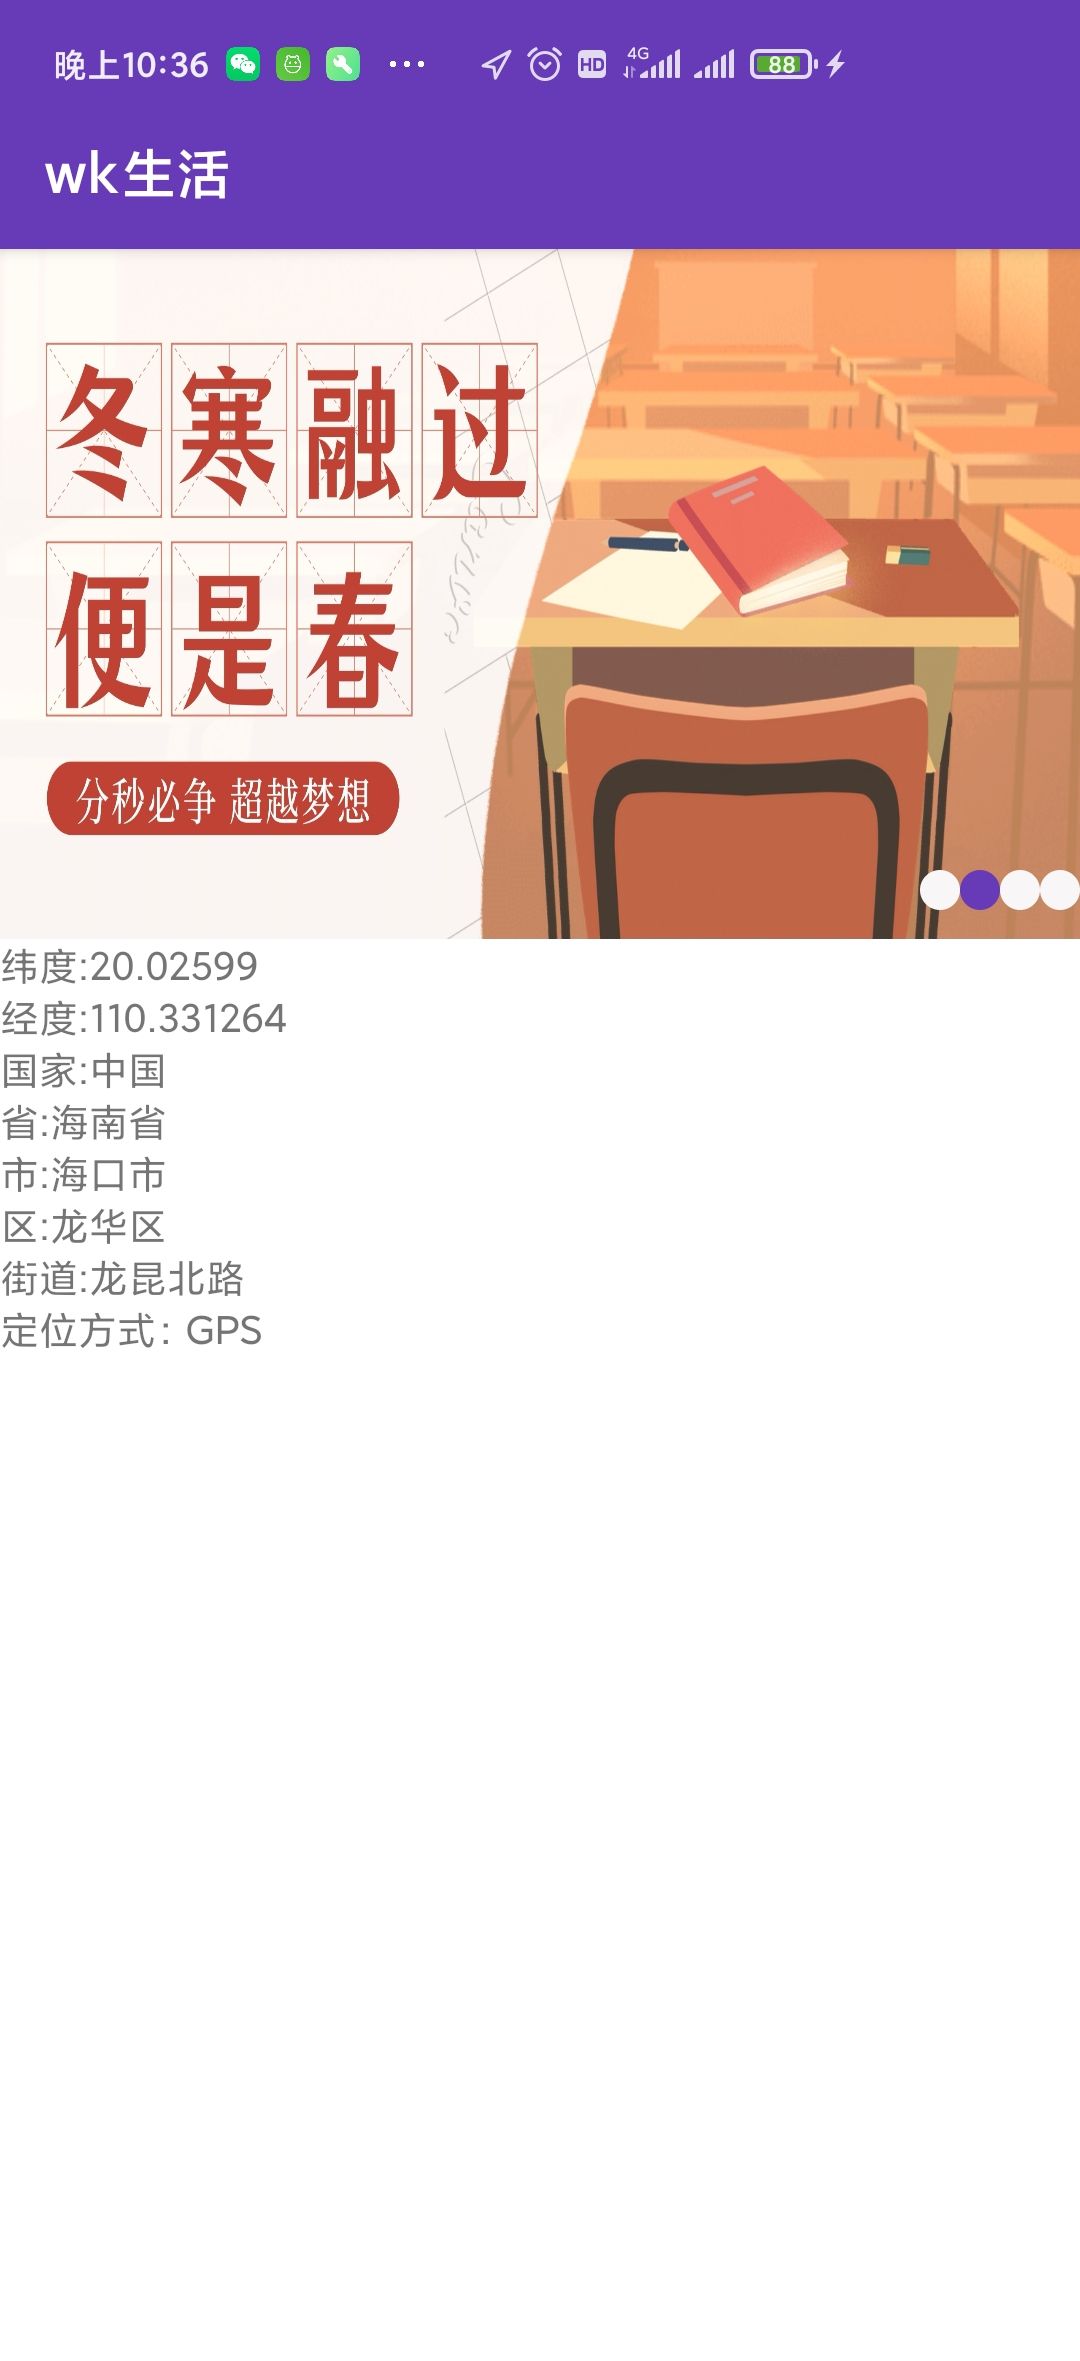 晚上10:36
HD 4G 88
wk生活
冬寒融过
便是春
分秒必争 超越梦想
纬度:20.02599
经度:110.331264
国家:中国
省:海南省
市:海口市
区:龙华区
街道:龙昆北路
定位方式: GPS